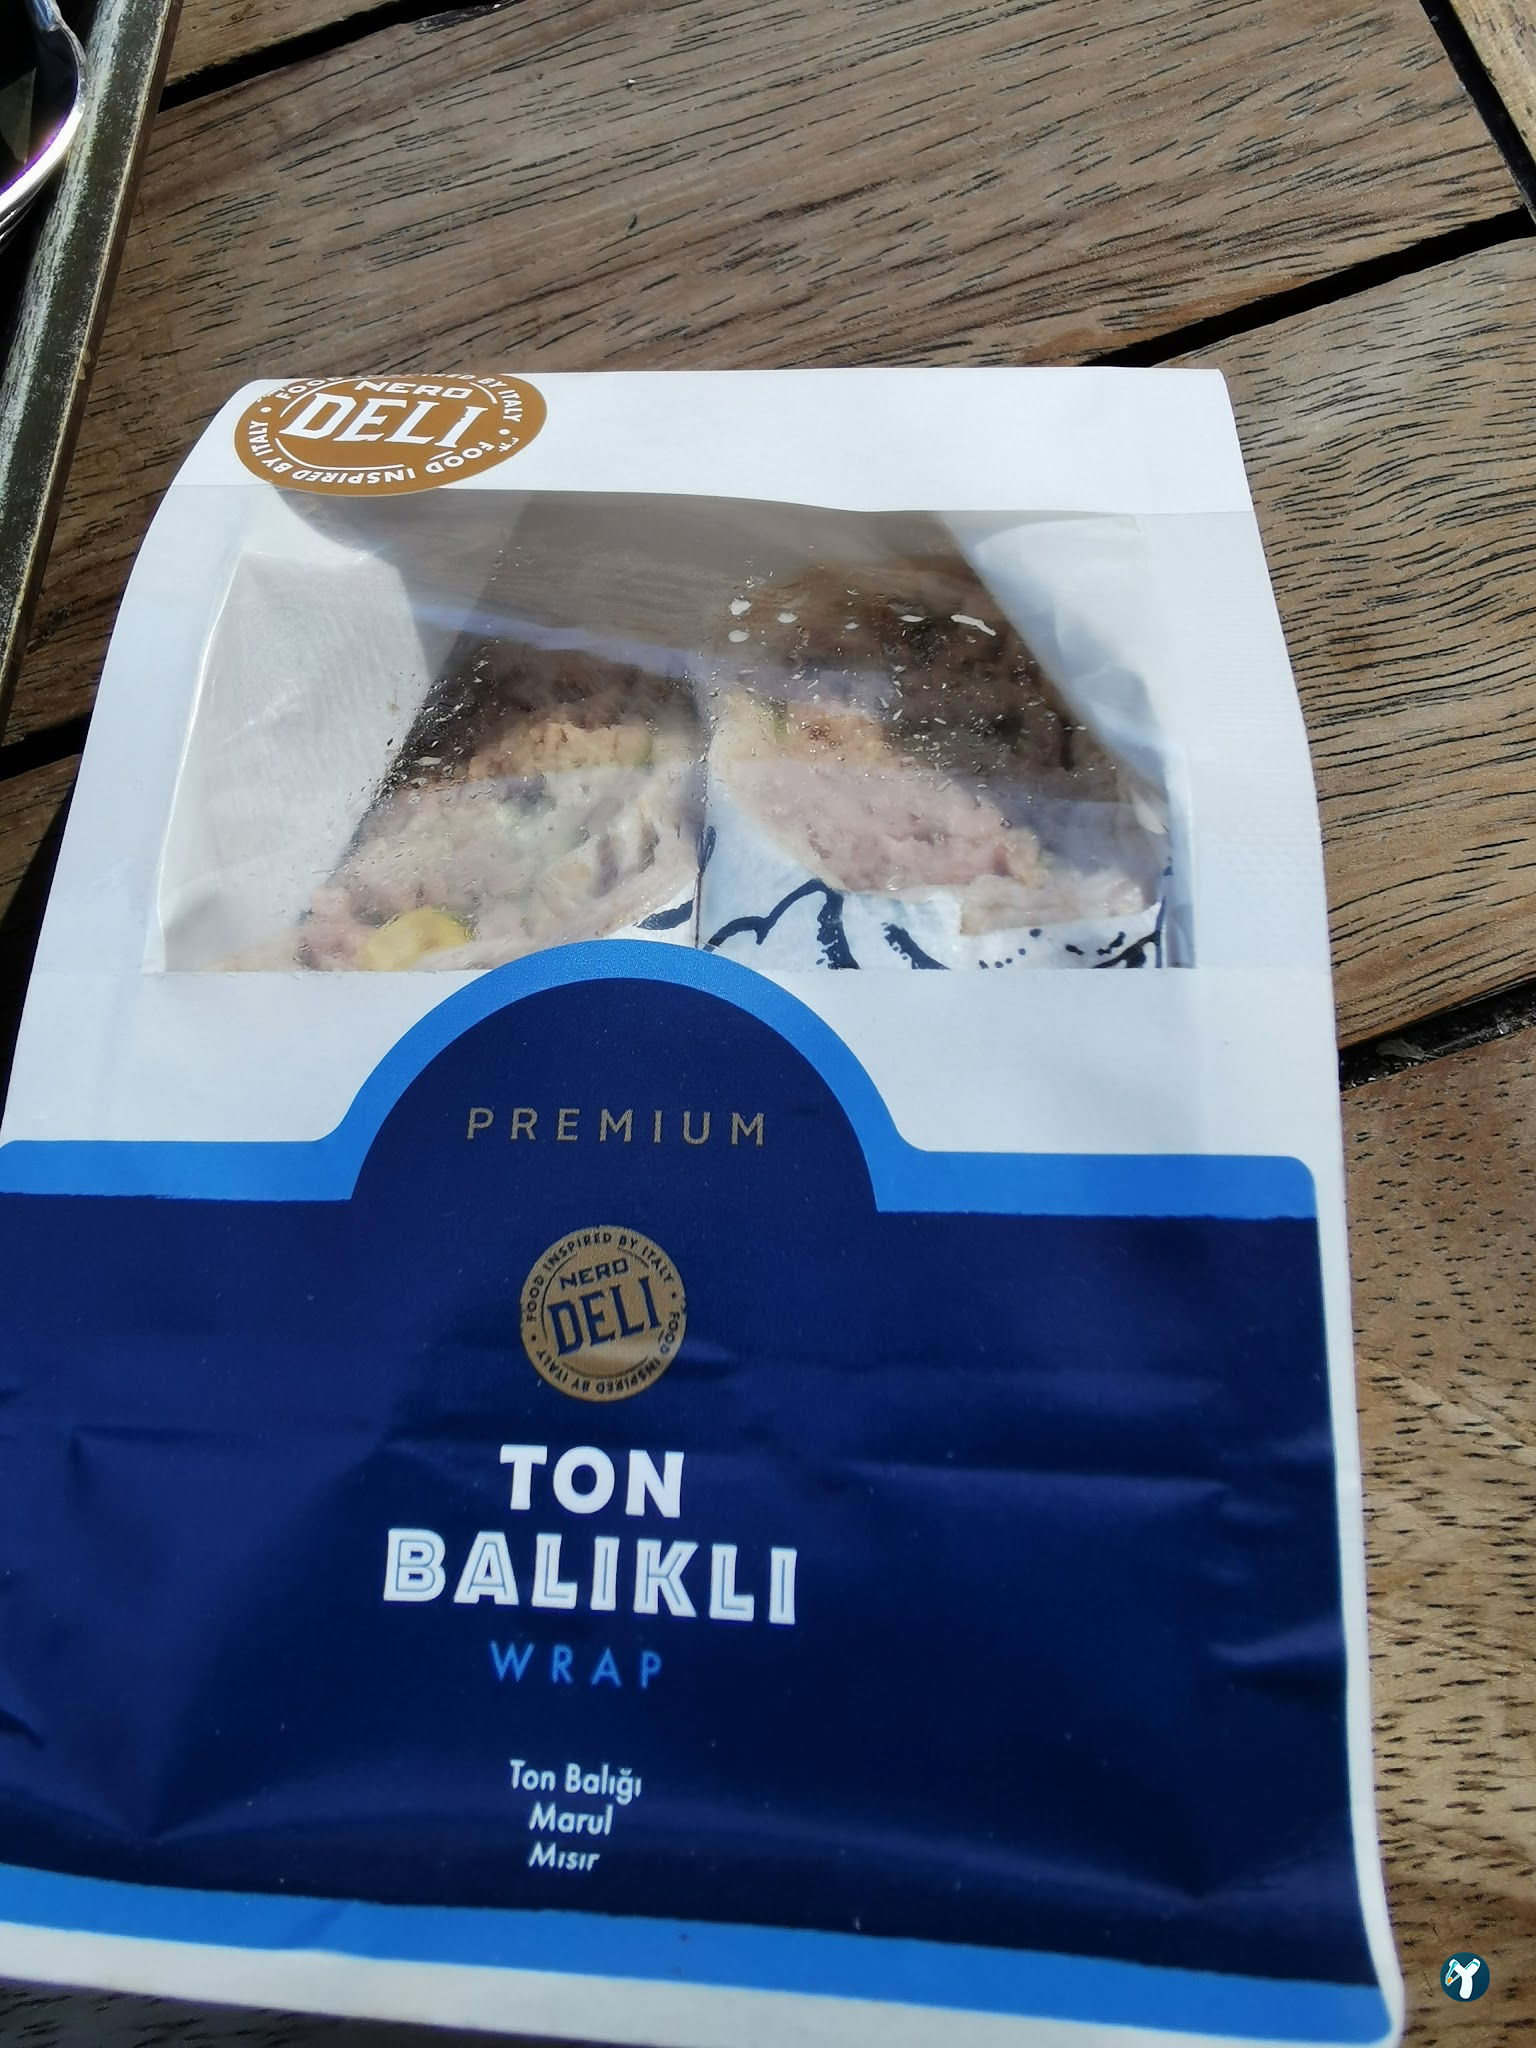 NERO
DELI
FOOD INSPIRED BY ITALY • FOOD INSPIRED BY ITALY •
PREMIUM
FOOD INSPIRED BY ITALY • FOOD INSPIRED BY ITALY •
NERO
DELI
TON
BALIKLI
WRAP
Ton Balığı
Marul
Mısır